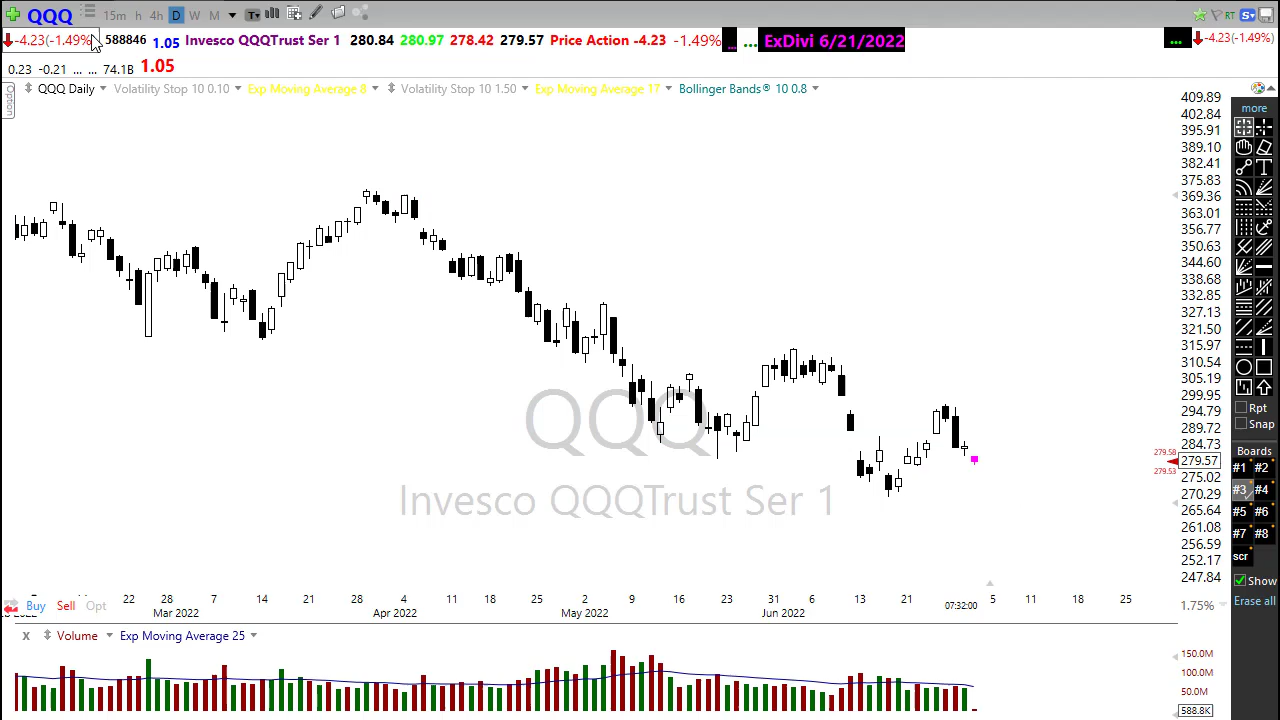 QQQ 15m h 4h D W M T
RT S
-4.23(-1.49%) 588846 1.05 Invesco QQQTrust Ser 1 280.84 280.97 278.42 279.57 Price Action -4.23 -1.49% ... ... ExDivi 6/21/2022 ... -4.23(-1.49%)
0.23 -0.21 ... ... 74.1B 1.05
Option
QQQ Daily Volatility Stop 10 0.10 Exp Moving Average 8 Volatility Stop 10 1.50 Exp Moving Average 17 Bollinger Bands® 10 0.8
409.89
402.84
395.91
389.10
382.41
375.83
369.36
363.01
356.77
350.63
344.60
338.68
332.85
327.13
321.50
315.97
310.54
305.19
299.95
294.79
289.72
284.73
279.58
279.57
279.53
275.02
270.29
265.64
261.08
256.59
252.17
247.84
QQQ
Invesco QQQTrust Ser 1
more
Rpt
Snap
Boards
#1 #2
#3 #4
#5 #6
#7 #8
scr
Show
Erase all
22 28 7 14 21 28 4 11 18 25 2 9 16 23 1 6 13 21 07:32:00 5 11 18 25
Buy Sell Opt Mar 2022 Apr 2022 May 2022 Jun 2022
1.75%
x Volume Exp Moving Average 25
150.0M
100.0M
50.0M
588.8K